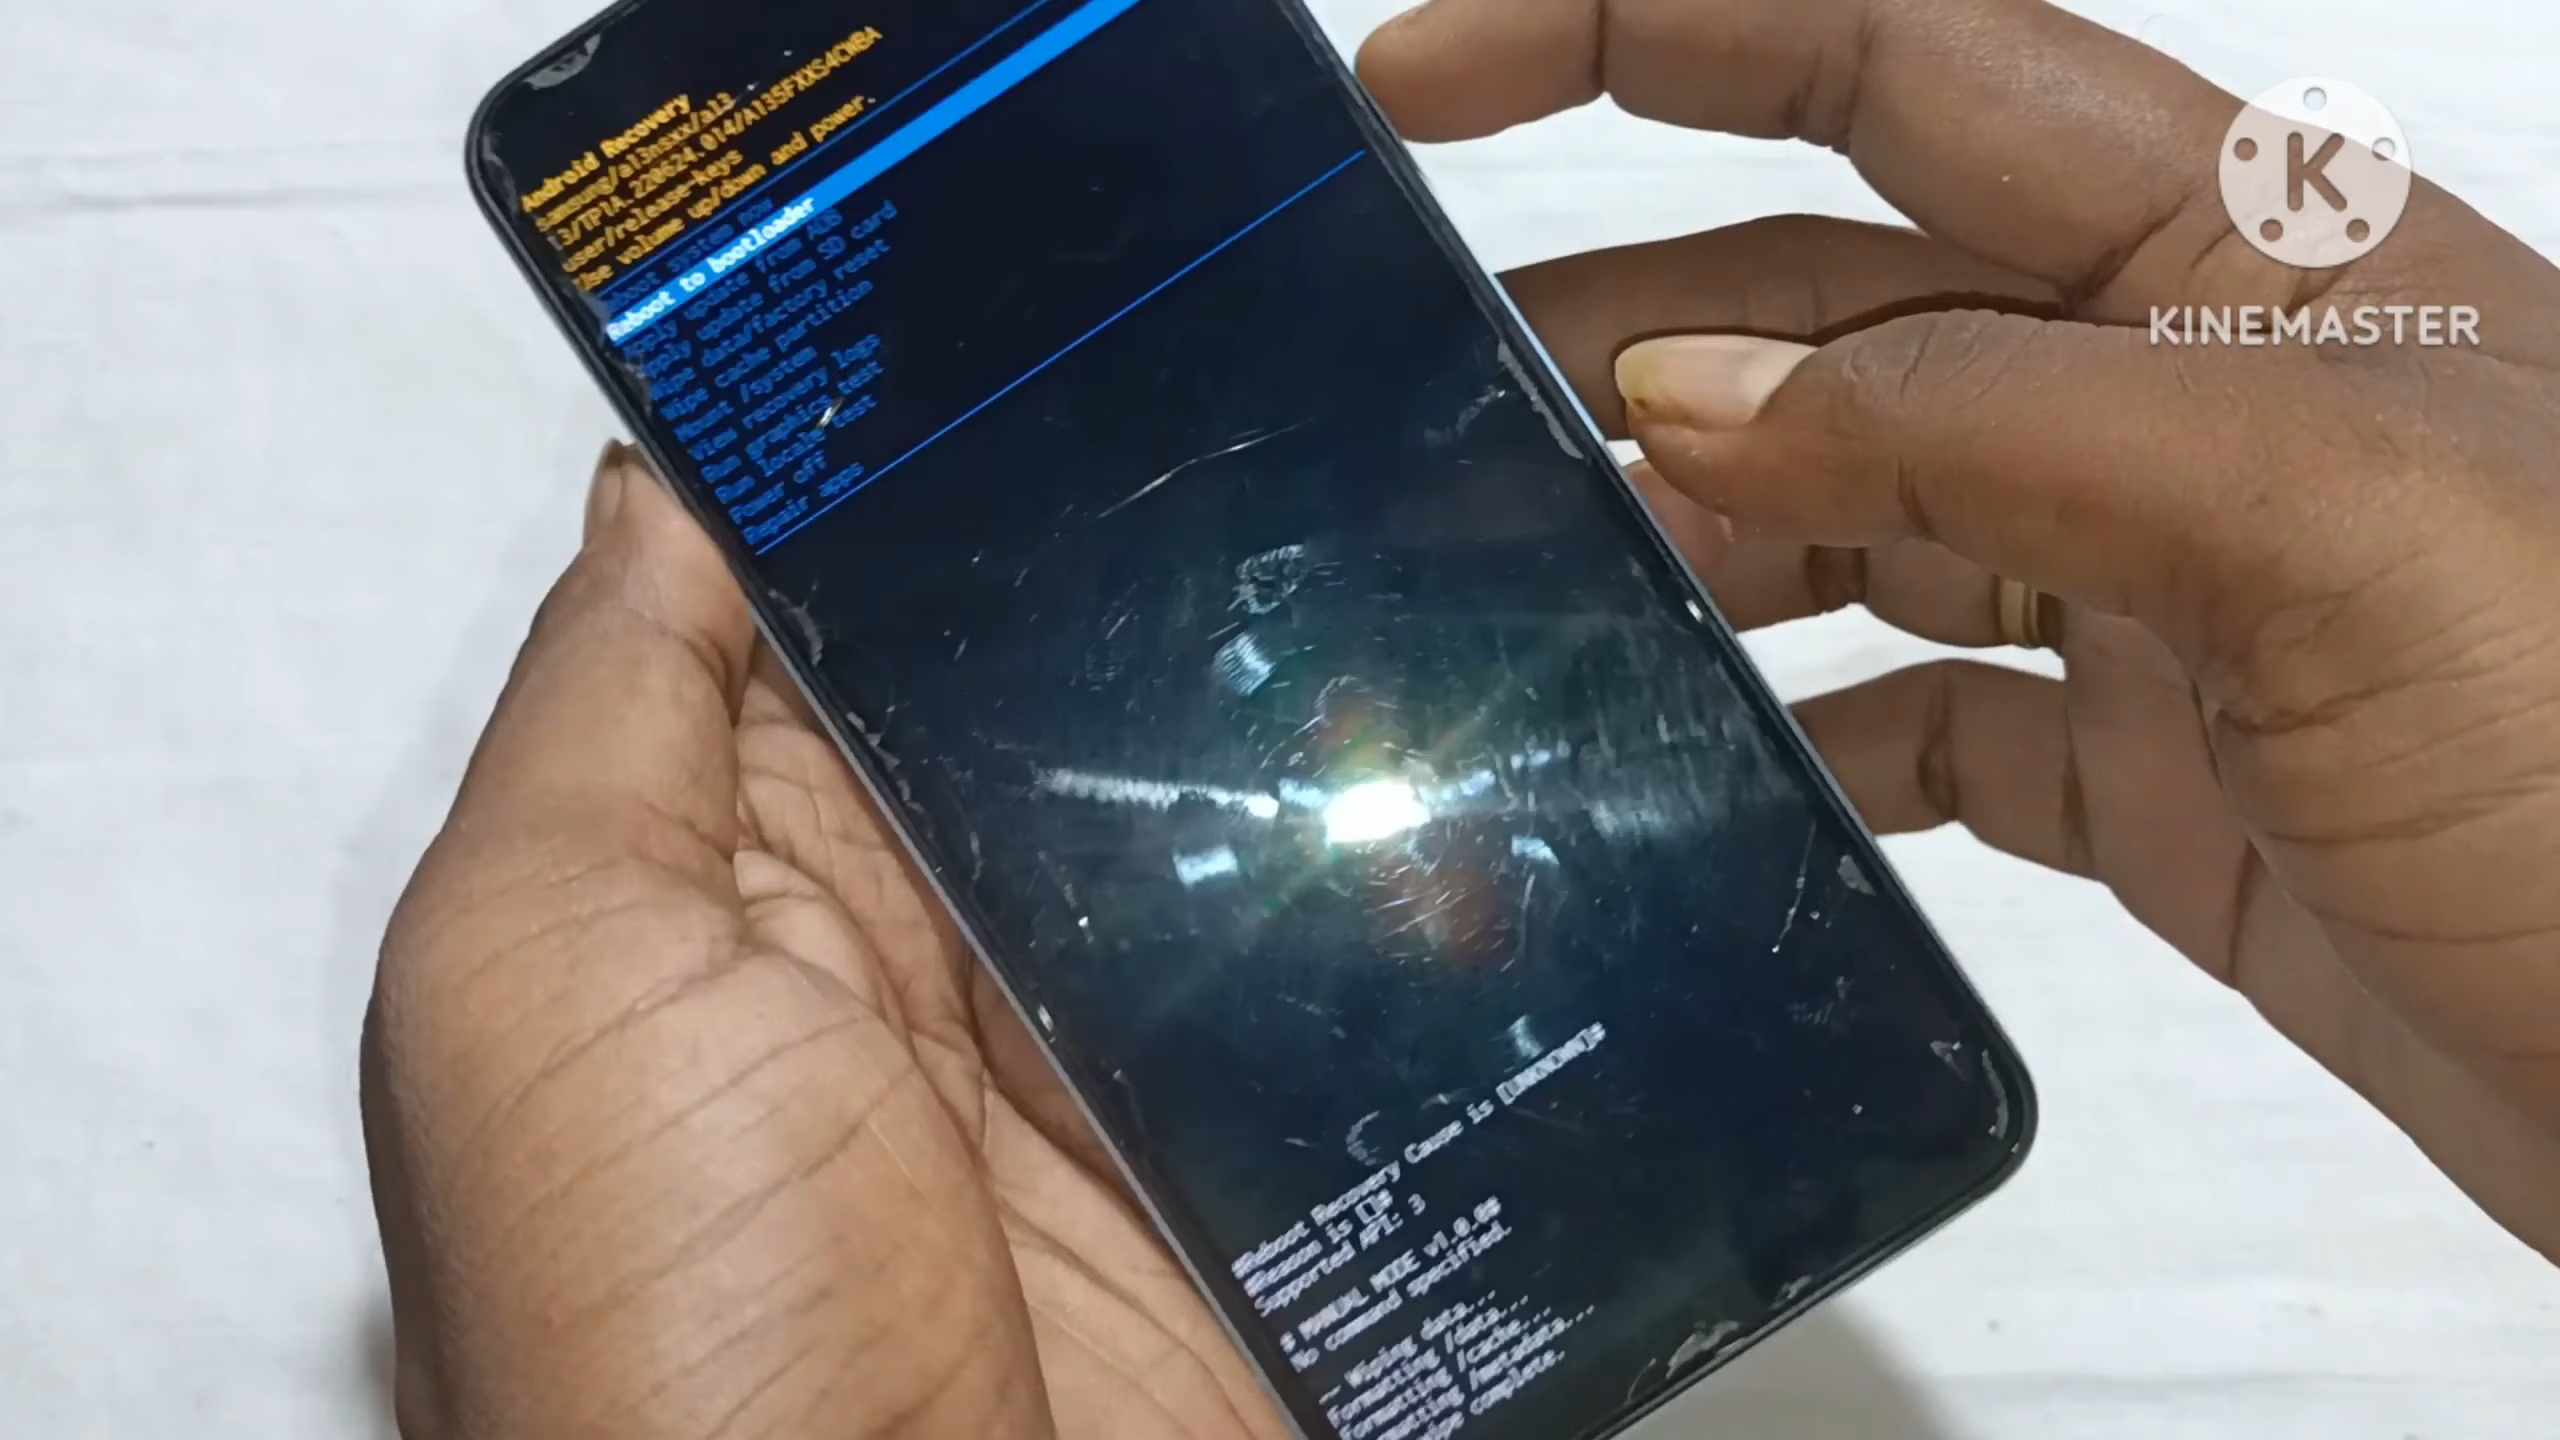 Android Recovery
samsung/a13nsxx/a13
13/TP1A.220624.014/A135FXXS4CWBA
user/release-keys
Use volume up/down and power.
Reboot system now
Reboot to bootloader
Apply update from ADB
Apply update from SD card
Wipe data/factory reset
Wipe cache partition
Mount /system
View recovery logs
Run graphics test
Run locale test
Power off
Repair apps
K
KINEMASTER
#Reboot Recovery Cause is [UNKNOWN]#
#Reason is []#
Supported API: 3
# MANUAL MODE v1.0.0#
No command specified.
-- Wiping data...
Formatting /data...
Formatting /cache...
Formatting /metadata...
wipe complete.